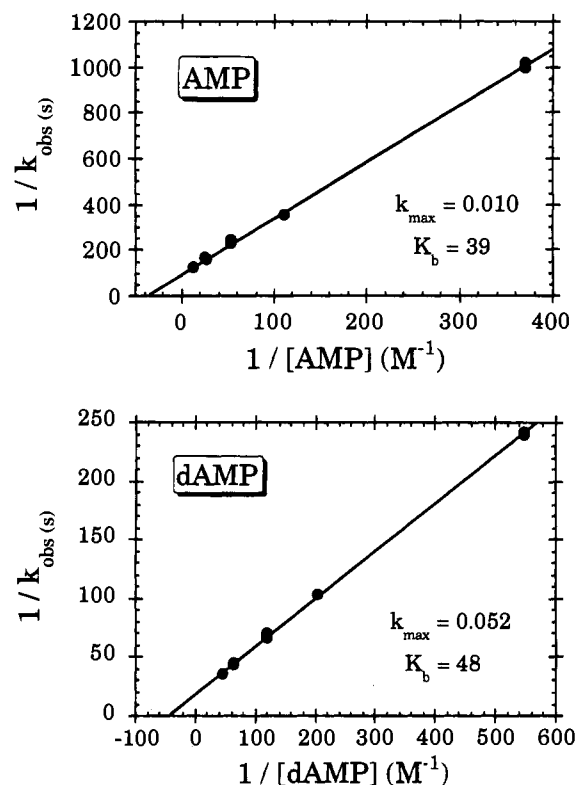 1200
AMP
1000
800
600
400
200
0
1 / k_obs (s)
k_max = 0.010
K_b = 39
0 100 200 300 400
1 / [AMP] (M^-1)
250
dAMP
200
150
100
50
0
1 / k_obs (s)
k_max = 0.052
K_b = 48
-100 0 100 200 300 400 500 600
1 / [dAMP] (M^-1)